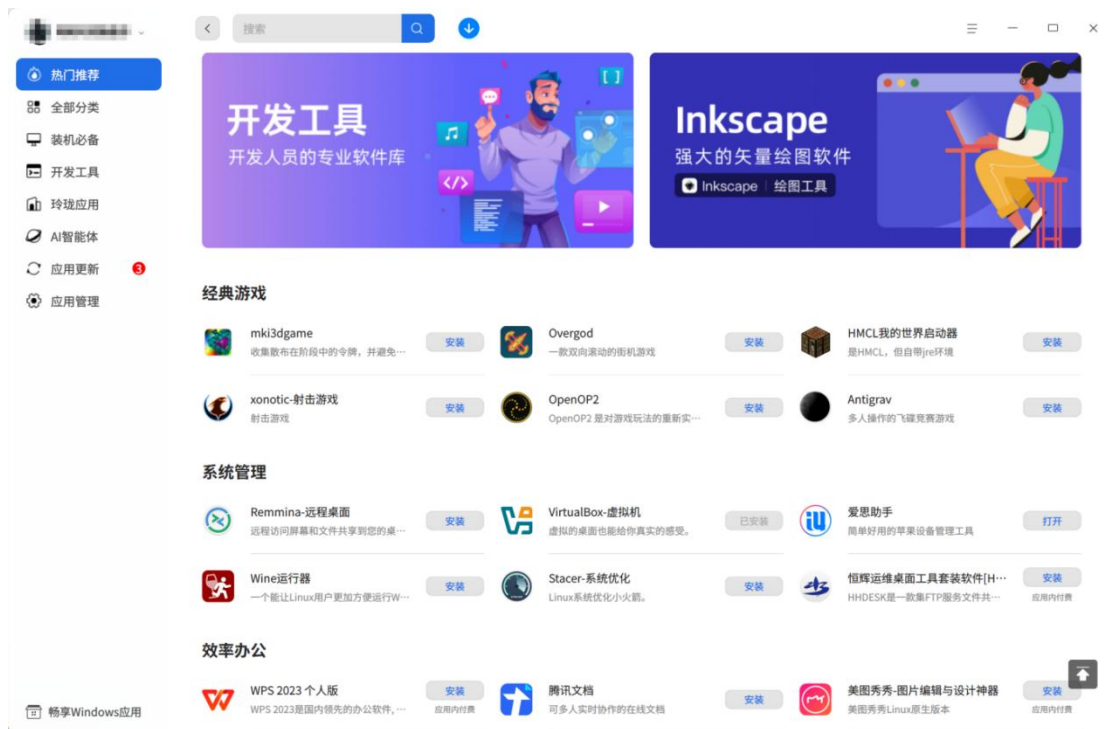 搜索
热门推荐
全部分类
装机必备
开发工具
玲珑应用
AI智能体
应用更新 3
应用管理
畅享Windows应用
开发工具
开发人员的专业软件库
</>
[ ]
Inkscape
强大的矢量绘图软件
Inkscape | 绘图工具
经典游戏
mki3dgame
收集散布在阶段中的令牌，并避免…
安装
Overgod
一款双向滚动的街机游戏
安装
HMCL我的世界启动器
是HMCL，但自带jre环境
安装
xonotic-射击游戏
射击游戏
安装
OpenOP2
OpenOP2 是对游戏玩法的重新实…
安装
Antigrav
多人操作的飞碟竞赛游戏
安装
系统管理
Remmina-远程桌面
远程访问屏幕和文件共享到您的桌…
安装
VirtualBox-虚拟机
虚拟的桌面也能给你真实的感受。
已安装
爱思助手
简单好用的苹果设备管理工具
打开
Wine运行器
一个能让Linux用户更加方便运行W…
安装
Stacer-系统优化
Linux系统优化小火箭。
安装
恒辉运维桌面工具套装软件[H…
HHDESK是一款集FTP服务文件共…
安装
应用内付费
效率办公
WPS 2023 个人版
WPS 2023是国内领先的办公软件，…
安装
应用内付费
腾讯文档
可多人实时协作的在线文档
安装
美图秀秀-图片编辑与设计神器
美图秀秀Linux原生版本
安装
应用内付费